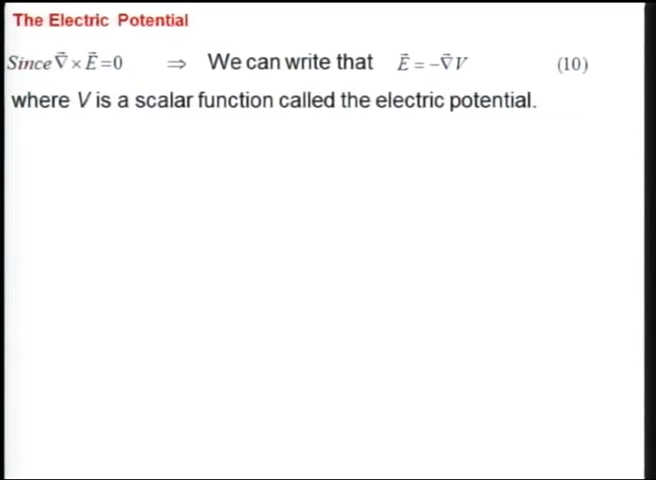 The Electric Potential
Since ∇⃗ × E⃗ = 0 ⇒ We can write that E⃗ = −∇⃗V (10)
where V is a scalar function called the electric potential.